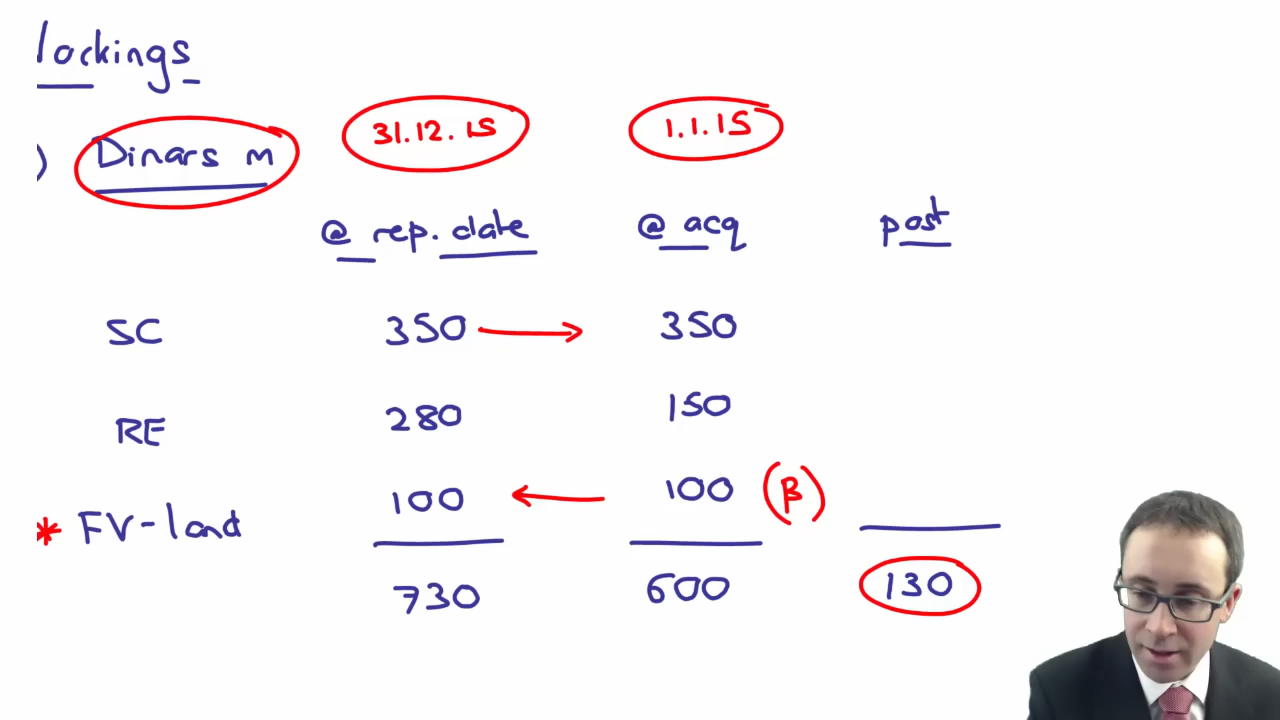 lockings
) Dinars m 31.12.15 1.1.15
@ rep. date @ acq post
SC 350 350
RE 280 150
* FV-land 100 100 (β)
730 600 130